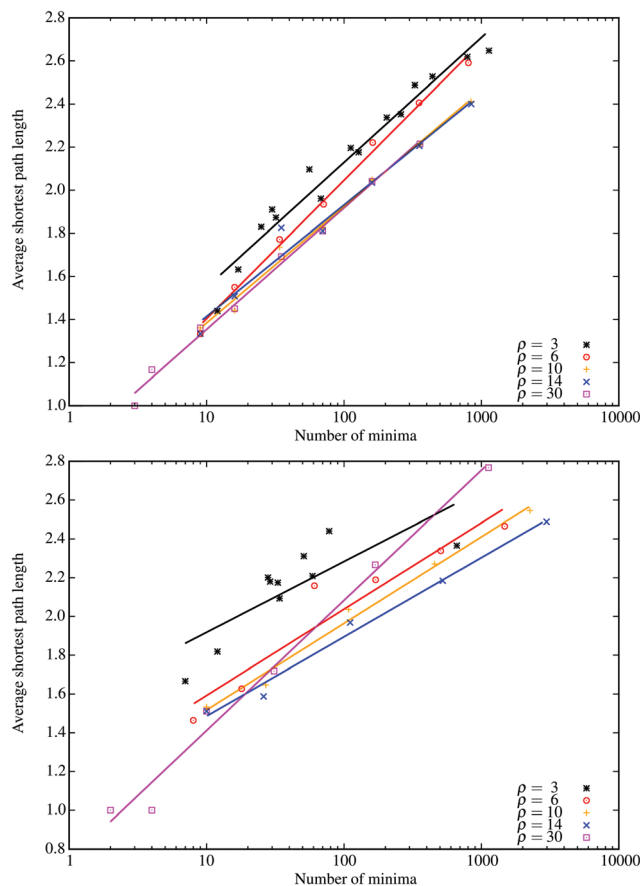 2.8
2.6
2.4
2.2
2.0
1.8
1.6
1.4
1.2
1.0
Average shortest path length
ρ = 3
ρ = 6
ρ = 10
ρ = 14
ρ = 30
1 10 100 1000 10000
Number of minima
2.8
2.6
2.4
2.2
2.0
1.8
1.6
1.4
1.2
1.0
0.8
Average shortest path length
ρ = 3
ρ = 6
ρ = 10
ρ = 14
ρ = 30
1 10 100 1000 10000
Number of minima